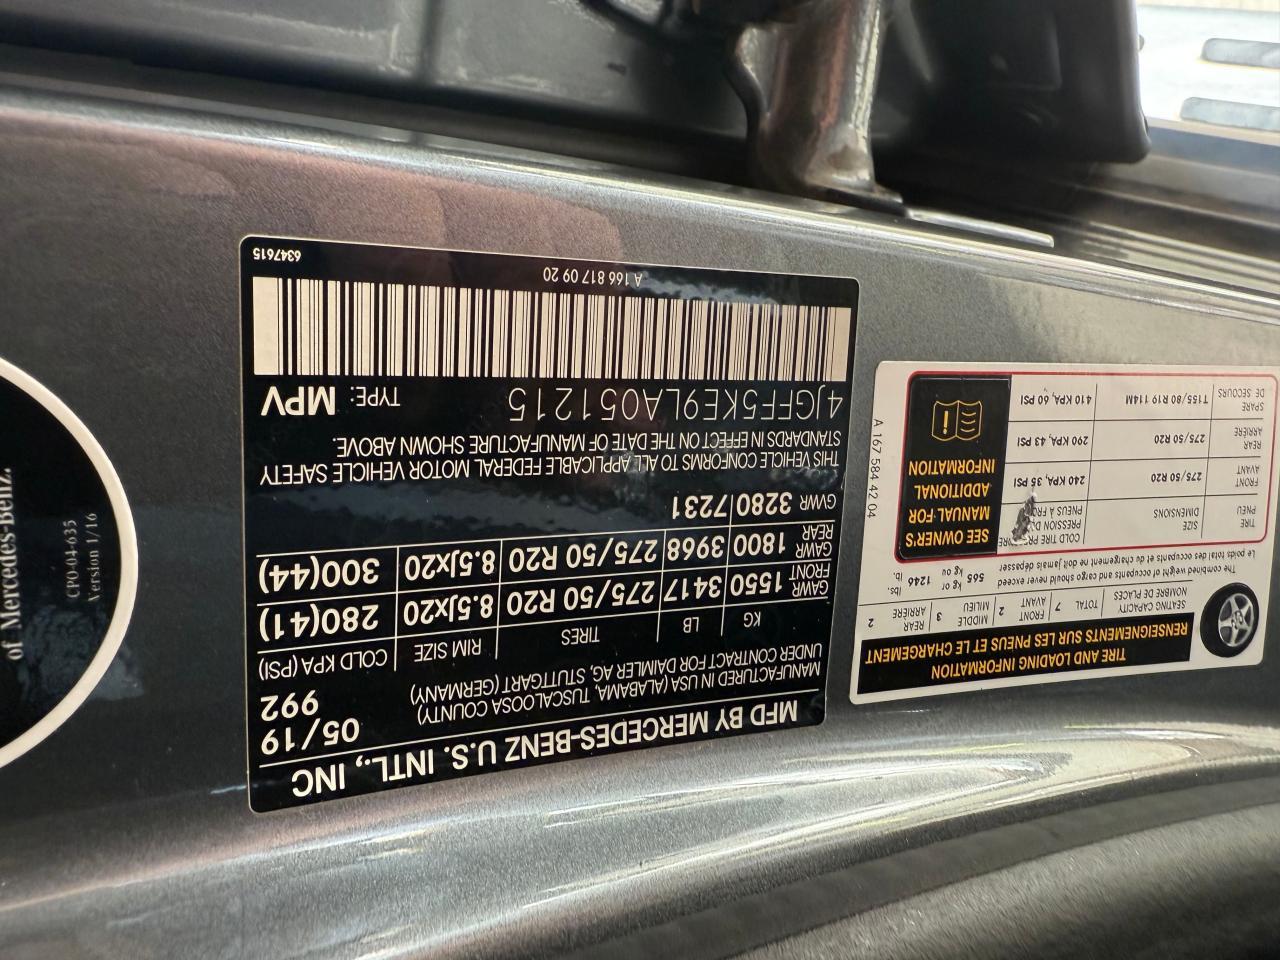 MFD BY MERCEDES-BENZ U.S. INTL., INC
MANUFACTURED IN USA (ALABAMA, TUSCALOOSA COUNTY)
UNDER CONTRACT FOR DAIMLER AG, STUTTGART (GERMANY)
05/19
992
KG LB TIRES RIM SIZE COLD KPA (PSI)
GAWR FRONT 1550 3417 275/50 R20 8.5Jx20 280(41)
GAWR REAR 1800 3968 275/50 R20 8.5Jx20 300(44)
GVWR 3280 7231
THIS VEHICLE CONFORMS TO ALL APPLICABLE FEDERAL MOTOR VEHICLE SAFETY
STANDARDS IN EFFECT ON THE DATE OF MANUFACTURE SHOWN ABOVE.
4JGFF5KE9LA051215 TYPE: MPV
A 166 817 09 20
6347615
TIRE AND LOADING INFORMATION
RENSEIGNEMENTS SUR LES PNEUS ET LE CHARGEMENT
SEATING CAPACITY
NOMBRE DE PLACES
TOTAL 7
FRONT
AVANT 2
MIDDLE
MILIEU 3
REAR
ARRIÈRE 2
The combined weight of occupants and cargo should never exceed
Le poids total des occupants et du chargement ne doit jamais dépasser
565 kg or
kg ou 1246 lbs.
lbs.
TIRE
PNEU
SIZE
DIMENSIONS
COLD TIRE
PRESSION
PNEUS À
FRONT
AVANT
275/50 R20
240 KPA, 35 PSI
REAR
ARRIÈRE
275/50 R20
290 KPA, 43 PSI
SPARE
DE SECOURS
T155/80 R19 114M
410 KPA, 60 PSI
SEE OWNER'S
MANUAL FOR
ADDITIONAL
INFORMATION
A 167 584 42 04
of Mercedes-Benz.
CPO-04-635
Version 1/16